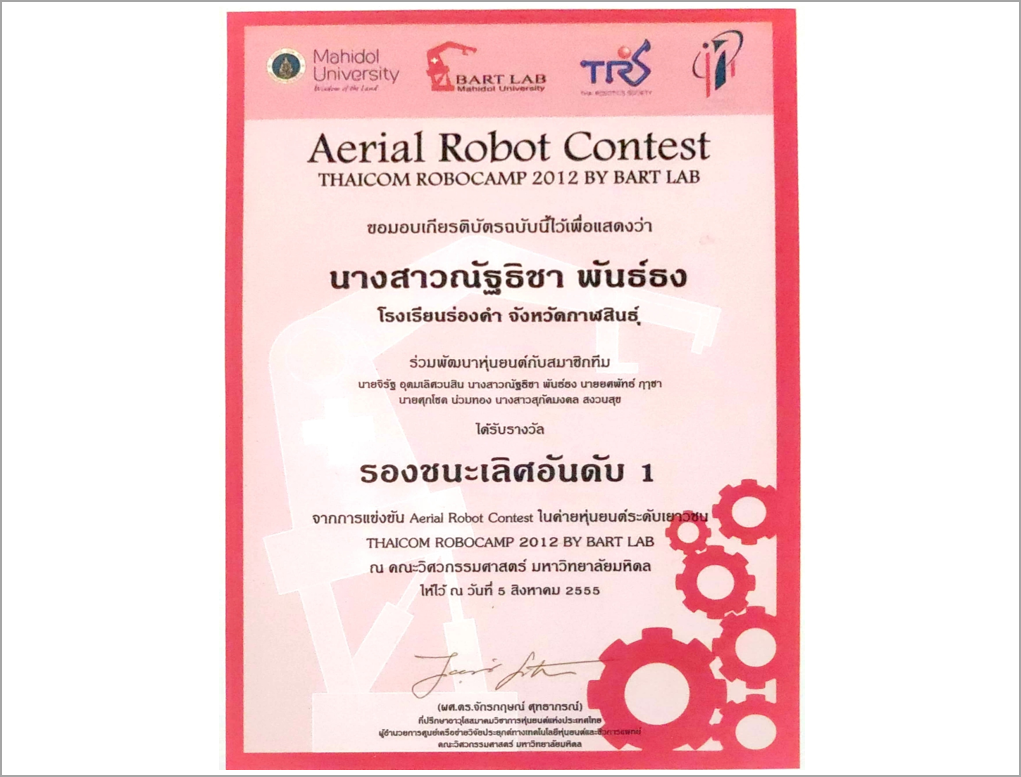 Mahidol
University
Wisdom of the Land
BART LAB
Mahidol University
TRS
THAI ROBOTICS SOCIETY
Aerial Robot Contest
THAICOM ROBOCAMP 2012 BY BART LAB
ขอมอบเกียรติบัตรฉบับนี้ไว้เพื่อแสดงว่า
นางสาวณัฐธิชา พันธ์ธง
โรงเรียนร่องคำ จังหวัดกาฬสินธุ์
ร่วมพัฒนาหุ่นยนต์กับสมาชิกทีม
นายจิรัฐ อุดมเลิศวนสิน นางสาวณัฐธิชา พันธ์ธง นายยศพัทธ์ ฤาชา
นายศุภโชค น่วมทอง นางสาวสุภัคมงคล สงวนสุข
ได้รับรางวัล
รองชนะเลิศอันดับ 1
จากการแข่งขัน Aerial Robot Contest ในค่ายหุ่นยนต์ระดับเยาวชน
THAICOM ROBOCAMP 2012 BY BART LAB
ณ คณะวิศวกรรมศาสตร์ มหาวิทยาลัยมหิดล
ให้ไว้ ณ วันที่ 5 สิงหาคม 2555
(ผศ.ดร.จักรกฤษณ์ ศุทธากรณ์)
ที่ปรึกษาอาวุโสสมาคมวิชาการหุ่นยนต์แห่งประเทศไทย
ผู้อำนวยการศูนย์เครือข่ายวิจัยประยุกต์ทางเทคโนโลยีหุ่นยนต์และชีวการแพทย์
คณะวิศวกรรมศาสตร์ มหาวิทยาลัยมหิดล